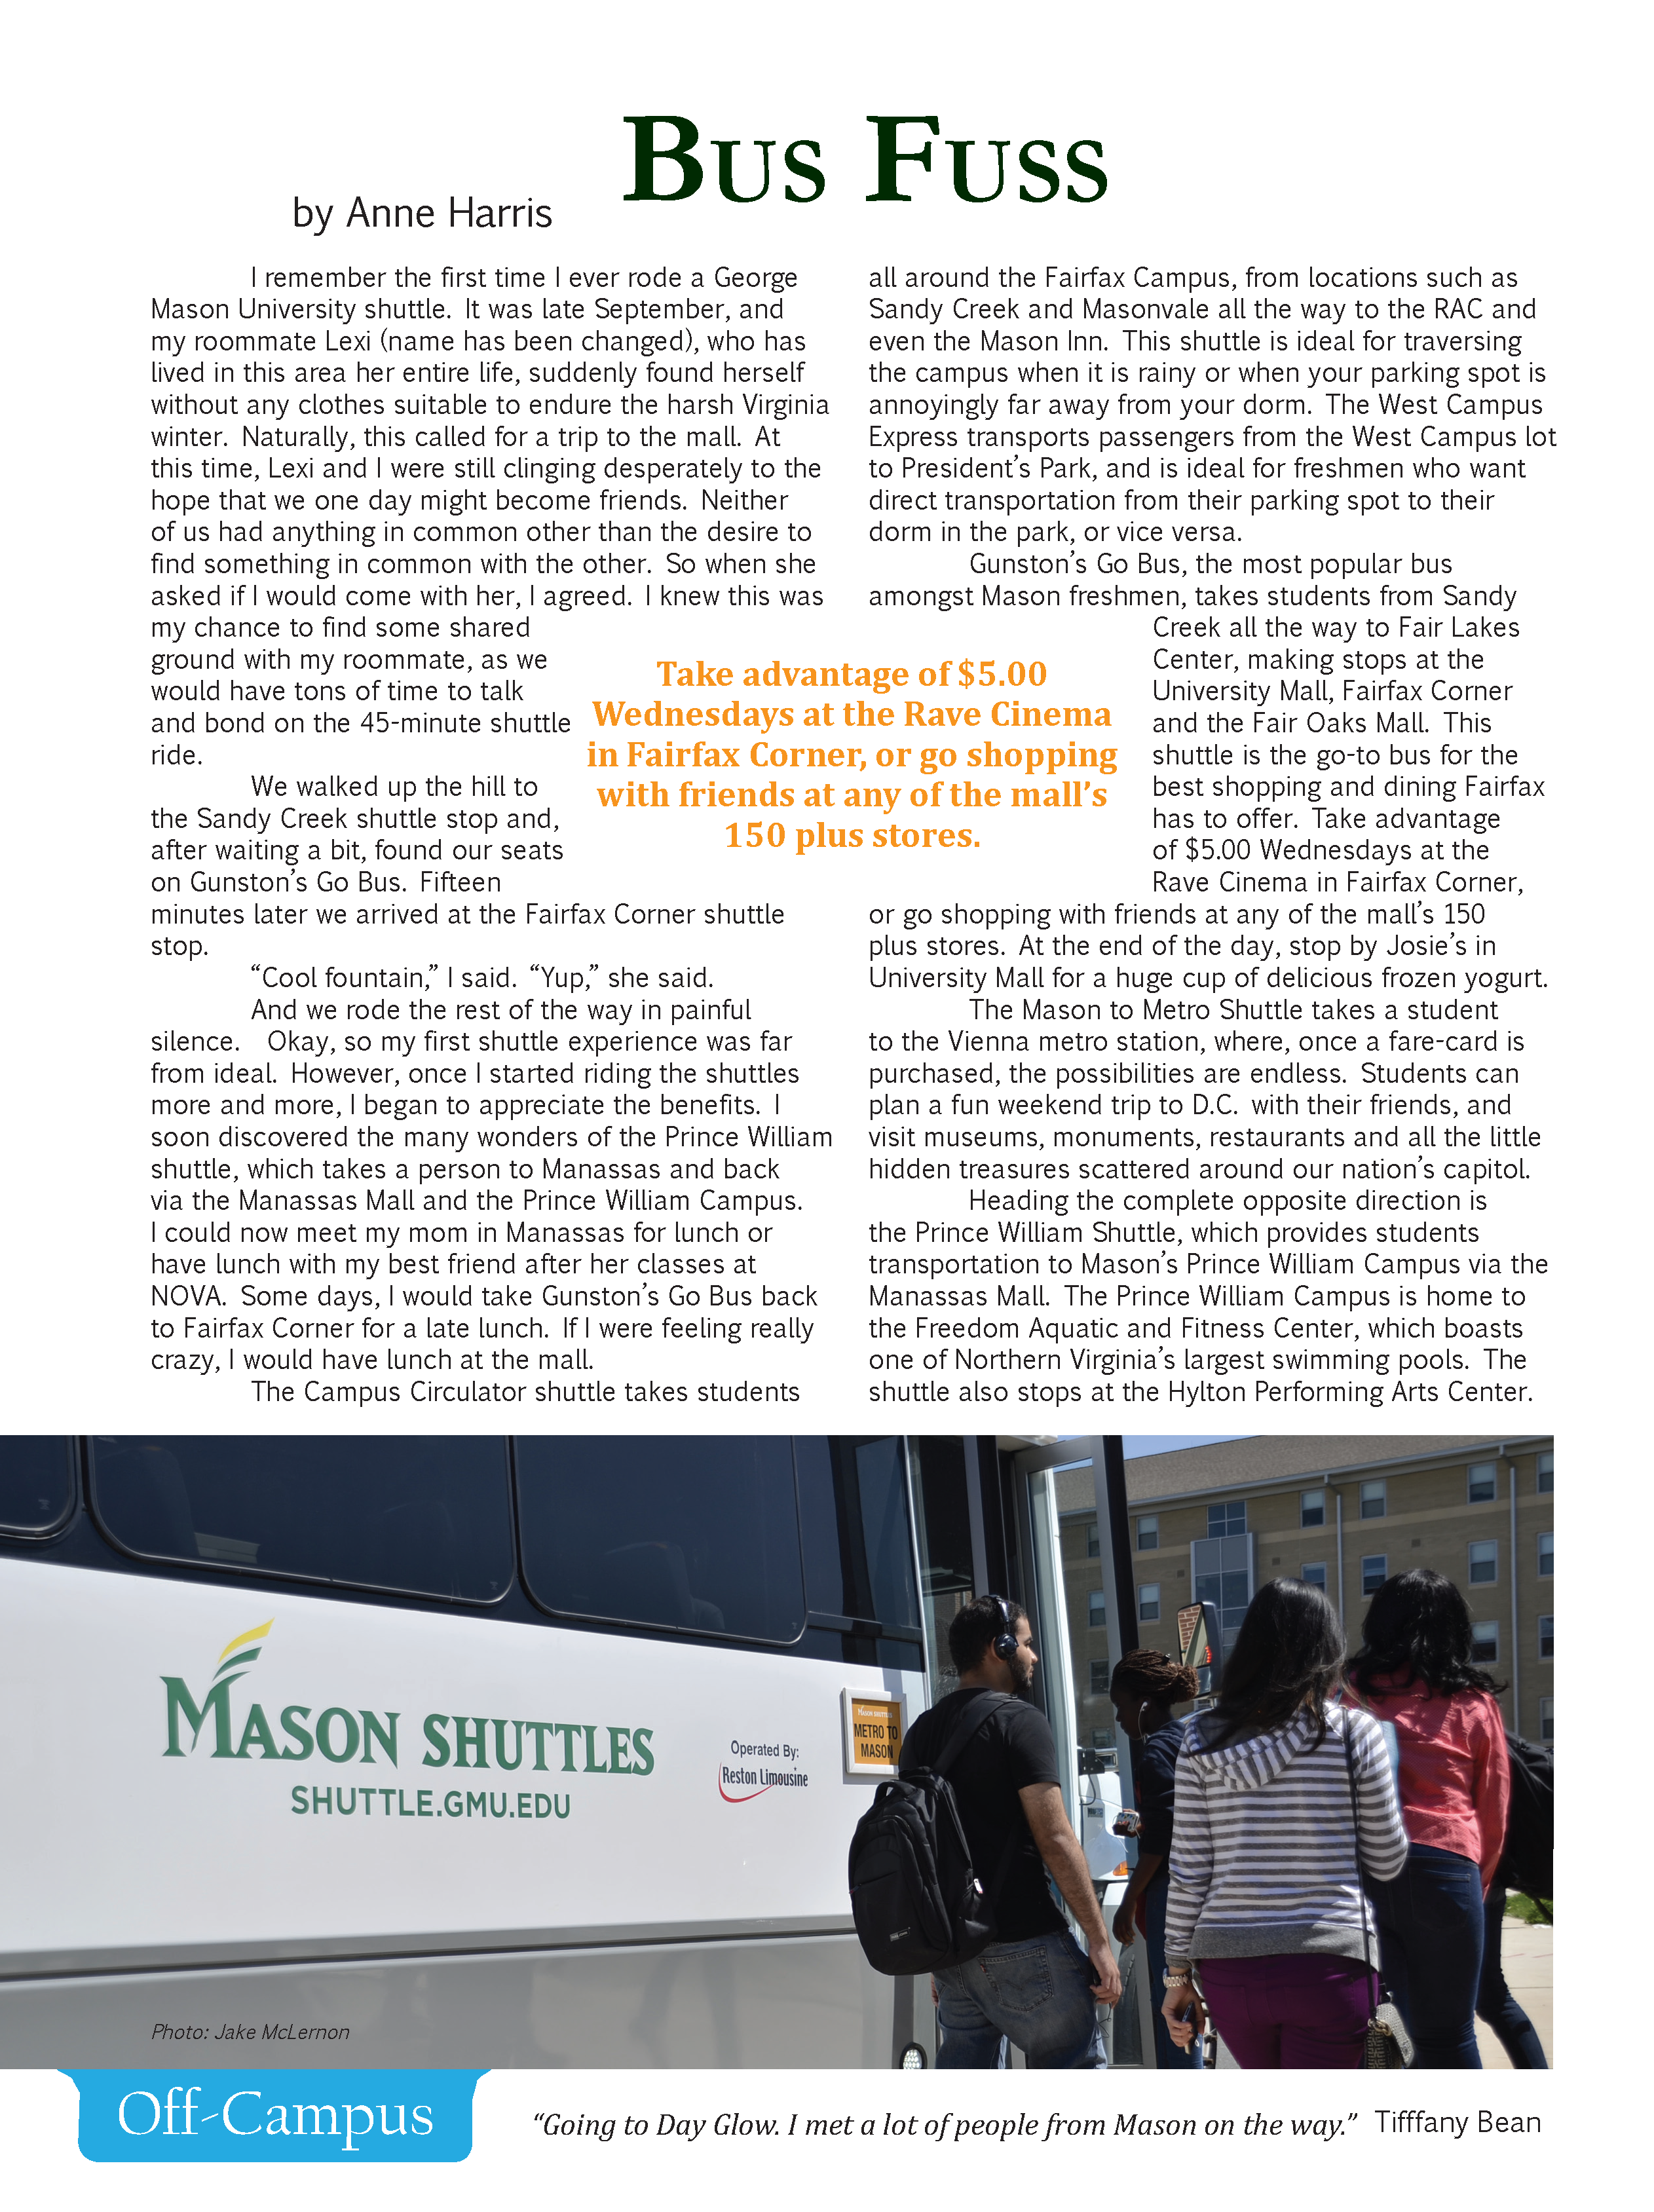 Bus Fuss
by Anne Harris
I remember the first time I ever rode a George
Mason University shuttle. It was late September, and
my roommate Lexi (name has been changed), who has
lived in this area her entire life, suddenly found herself
without any clothes suitable to endure the harsh Virginia
winter. Naturally, this called for a trip to the mall. At
this time, Lexi and I were still clinging desperately to the
hope that we one day might become friends. Neither
of us had anything in common other than the desire to
find something in common with the other. So when she
asked if I would come with her, I agreed. I knew this was
my chance to find some shared
ground with my roommate, as we
would have tons of time to talk
and bond on the 45-minute shuttle
ride.
We walked up the hill to
the Sandy Creek shuttle stop and,
after waiting a bit, found our seats
on Gunston's Go Bus. Fifteen
minutes later we arrived at the Fairfax Corner shuttle
stop.
“Cool fountain,” I said. “Yup,” she said.
And we rode the rest of the way in painful
silence. Okay, so my first shuttle experience was far
from ideal. However, once I started riding the shuttles
more and more, I began to appreciate the benefits. I
soon discovered the many wonders of the Prince William
shuttle, which takes a person to Manassas and back
via the Manassas Mall and the Prince William Campus.
I could now meet my mom in Manassas for lunch or
have lunch with my best friend after her classes at
NOVA. Some days, I would take Gunston's Go Bus back
to Fairfax Corner for a late lunch. If I were feeling really
crazy, I would have lunch at the mall.
The Campus Circulator shuttle takes students
Take advantage of $5.00
Wednesdays at the Rave Cinema
in Fairfax Corner, or go shopping
with friends at any of the mall's
150 plus stores.
all around the Fairfax Campus, from locations such as
Sandy Creek and Masonvale all the way to the RAC and
even the Mason Inn. This shuttle is ideal for traversing
the campus when it is rainy or when your parking spot is
annoyingly far away from your dorm. The West Campus
Express transports passengers from the West Campus lot
to President's Park, and is ideal for freshmen who want
direct transportation from their parking spot to their
dorm in the park, or vice versa.
Gunston's Go Bus, the most popular bus
amongst Mason freshmen, takes students from Sandy
Creek all the way to Fair Lakes
Center, making stops at the
University Mall, Fairfax Corner
and the Fair Oaks Mall. This
shuttle is the go-to bus for the
best shopping and dining Fairfax
has to offer. Take advantage
of $5.00 Wednesdays at the
Rave Cinema in Fairfax Corner,
or go shopping with friends at any of the mall's 150
plus stores. At the end of the day, stop by Josie's in
University Mall for a huge cup of delicious frozen yogurt.
The Mason to Metro Shuttle takes a student
to the Vienna metro station, where, once a fare-card is
purchased, the possibilities are endless. Students can
plan a fun weekend trip to D.C. with their friends, and
visit museums, monuments, restaurants and all the little
hidden treasures scattered around our nation's capitol.
Heading the complete opposite direction is
the Prince William Shuttle, which provides students
transportation to Mason's Prince William Campus via the
Manassas Mall. The Prince William Campus is home to
the Freedom Aquatic and Fitness Center, which boasts
one of Northern Virginia's largest swimming pools. The
shuttle also stops at the Hylton Performing Arts Center.
MASON SHUTTLES
SHUTTLE.GMU.EDU
Operated By:
Reston Limousine
MASON SHUTTLES
METRO TO
MASON
Photo: Jake McLernon
Off-Campus
“Going to Day Glow. I met a lot of people from Mason on the way.” Tifffany Bean